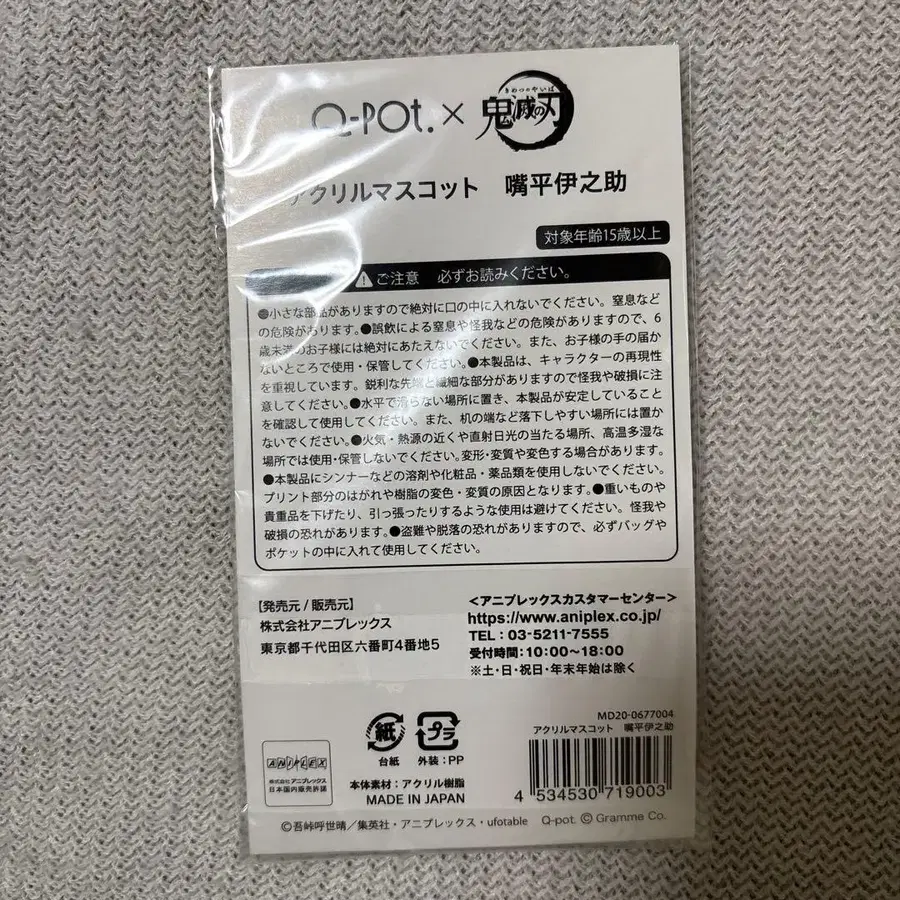 Q-POt. × 鬼滅の刃
きめつのやいば
アクリルマスコット 嘴平伊之助
対象年齢15歳以上
ご注意 必ずお読みください。
●小さな部品がありますので絶対に口の中に入れないでください。窒息など
の危険があります。●誤飲による窒息や怪我などの危険がありますので、6
歳未満のお子様には絶対にあたえないでください。また、お子様の手の届か
ないところで使用・保管してください。●本製品は、キャラクターの再現性
を重視しています。鋭利な先端と繊細な部分がありますので怪我や破損に注
意してください。●水平で滑らない場所に置き、本製品が安定していること
を確認して使用してください。また、机の端など落下しやすい場所には置か
ないでください。●火気・熱源の近くや直射日光の当たる場所、高温多湿な
場所では使用・保管しないでください。変形・変質や変色する場合があります。
●本製品にシンナーなどの溶剤や化粧品・薬品類を使用しないでください。
プリント部分のはがれや樹脂の変色・変質の原因となります。●重いものや
貴重品を下げたり、引っ張ったりするような使用は避けてください。怪我や
破損の恐れがあります。●盗難や脱落の恐れがありますので、必ずバッグや
ポケットの中に入れて使用してください。
【発売元 / 販売元】
株式会社アニプレックス
東京都千代田区六番町4番地5
＜アニプレックスカスタマーセンター＞
https://www.aniplex.co.jp/
TEL : 03-5211-7555
受付時間：10:00〜18:00
※土・日・祝日・年末年始は除く
ANIPLEX
株式会社 アニプレックス
日本国内販売許諾
紙
台紙
プラ
外装：PP
本体素材：アクリル樹脂
MADE IN JAPAN
MD20-0677004
アクリルマスコット 嘴平伊之助
4 534530 719003
©吾峠呼世晴／集英社・アニプレックス・ufotable Q-pot. © Gramme Co.